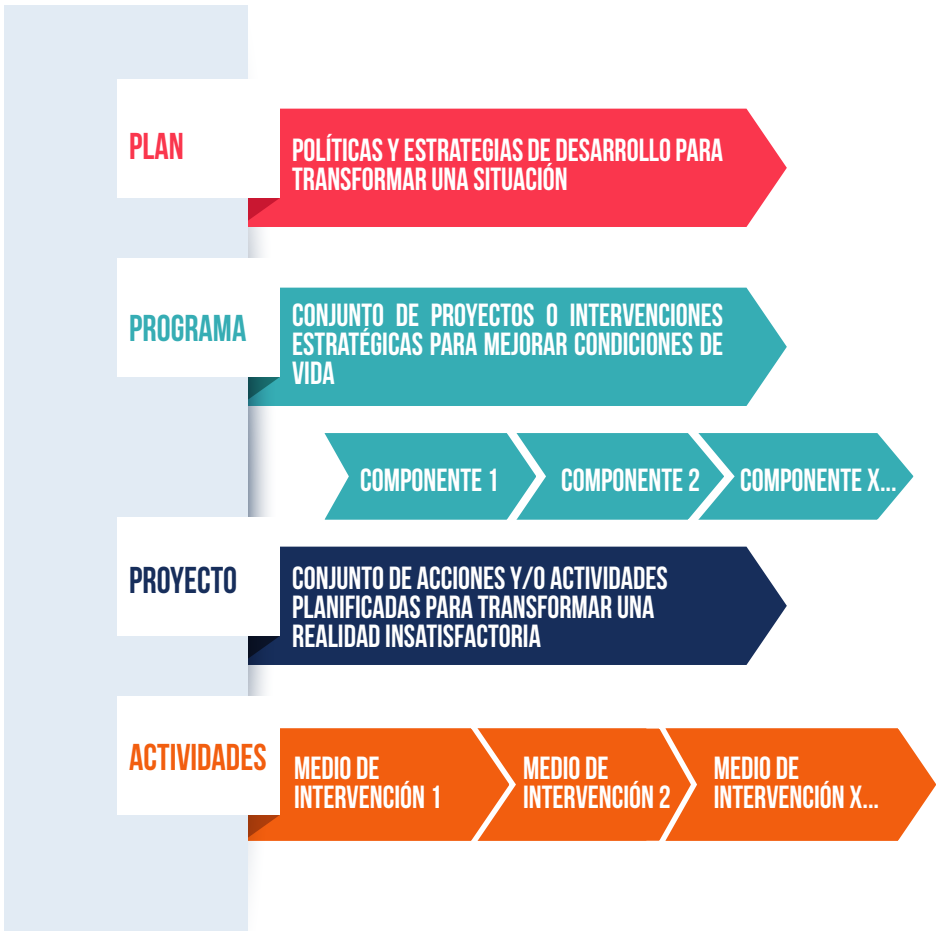 PLAN
POLÍTICAS Y ESTRATEGIAS DE DESARROLLO PARA
TRANSFORMAR UNA SITUACIÓN
PROGRAMA
CONJUNTO DE PROYECTOS O INTERVENCIONES
ESTRATÉGICAS PARA MEJORAR CONDICIONES DE
VIDA
COMPONENTE 1
COMPONENTE 2
COMPONENTE X...
PROYECTO
CONJUNTO DE ACCIONES Y/O ACTIVIDADES
PLANIFICADAS PARA TRANSFORMAR UNA
REALIDAD INSATISFACTORIA
ACTIVIDADES
MEDIO DE
INTERVENCIÓN 1
MEDIO DE
INTERVENCIÓN 2
MEDIO DE
INTERVENCIÓN X...